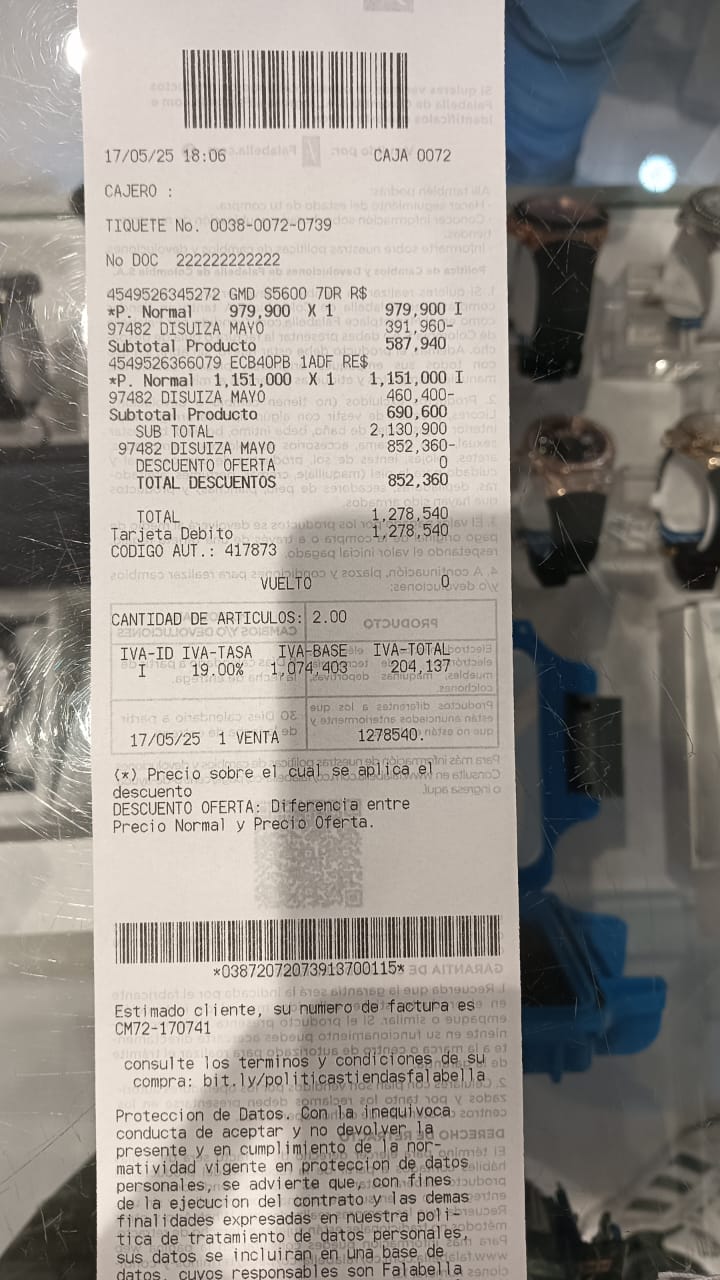 17/05/25 18:06 CAJA 0072
CAJERO :
TIQUETE No. 0038-0072-0739
No DOC 222222222222
4549526345272 GMD S5600 7DR R$
*P. Normal 979,900 X 1 979,900 I
97482 DISUIZA MAYO 391,960-
Subtotal Producto 587,940
4549526366079 ECB40PB 1ADF RE$
*P. Normal 1,151,000 X 1 1,151,000 I
97482 DISUIZA MAYO 460,400-
Subtotal Producto 690,600
SUB TOTAL 2,130,900
97482 DISUIZA MAYO 852,360-
DESCUENTO OFERTA 0
TOTAL DESCUENTOS 852,360
TOTAL 1,278,540
Tarjeta Debito 1,278,540
CODIGO AUT.: 417873
VUELTO 0
CANTIDAD DE ARTICULOS: 2.00
IVA-ID IVA-TASA IVA-BASE IVA-TOTAL
I 19.00% 1,074,403 204,137
17/05/25 1 VENTA 1278540.
(*) Precio sobre el cual se aplica el
descuento
DESCUENTO OFERTA: Diferencia entre
Precio Normal y Precio Oferta.
*03872072073913700115*
Estimado cliente, su numero de factura es
CM72-170741
consulte los terminos y condiciones de su
compra: bit.ly/politicastiendasfalabella
Proteccion de Datos. Con la inequivoca
conducta de aceptar y no devolver la
presente y en cumplimiento de la nor-
matividad vigente en proteccion de datos
personales, se advierte que, con fines
de la ejecucion del contrato y las demas
finalidades expresadas en nuestra poli-
tica de tratamiento de datos personales,
sus datos se incluiran en una base de
datos, cuyos responsables son Falabella